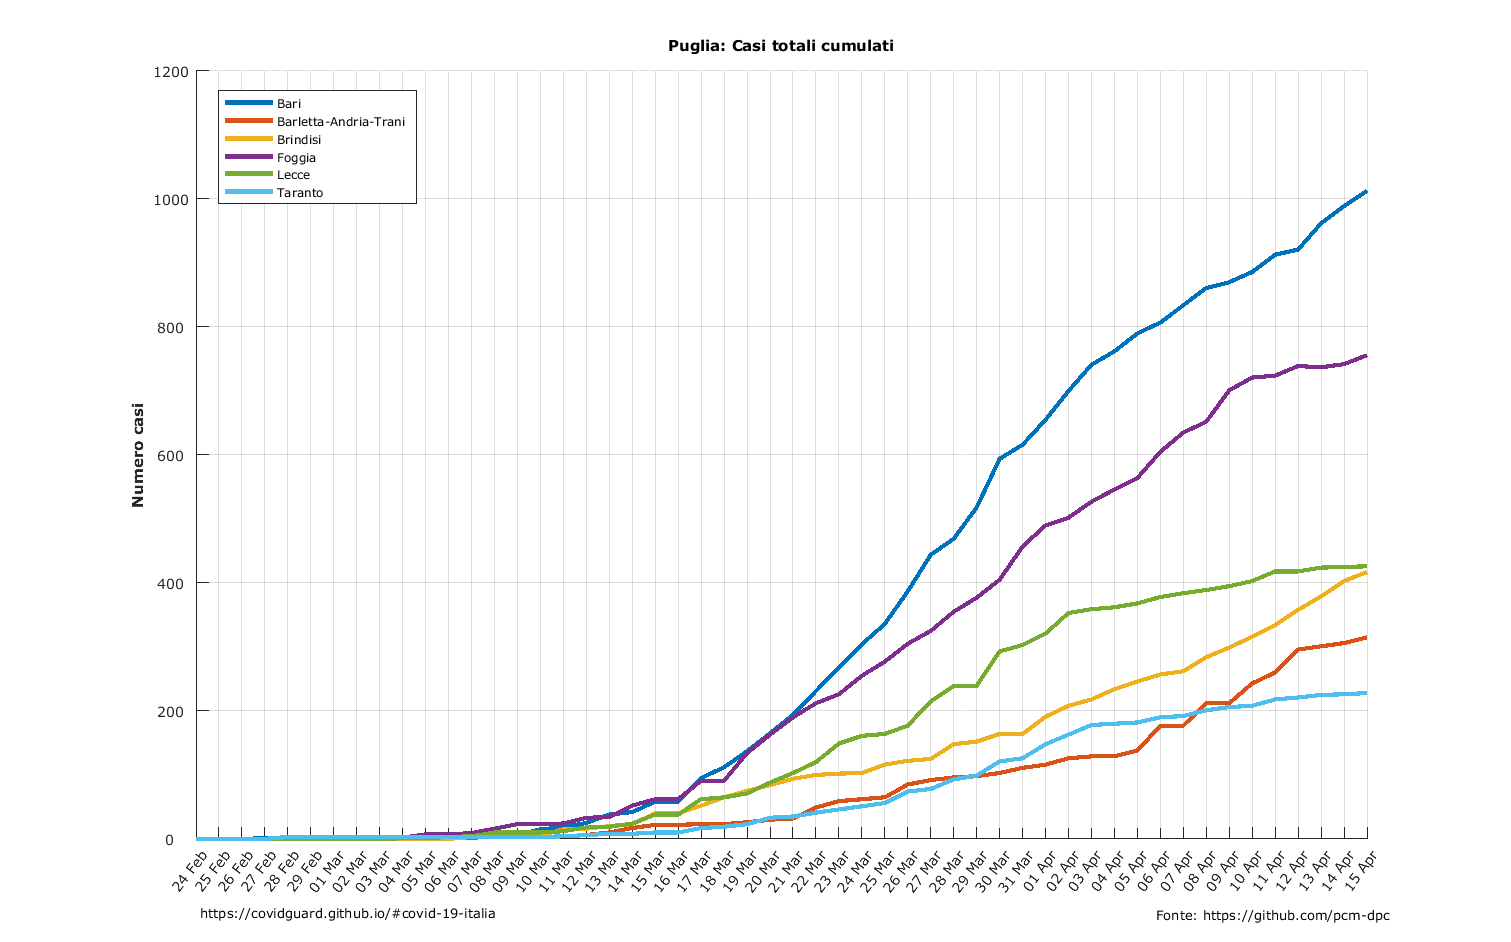 Puglia: Casi totali cumulati
1200
1000
800
600
400
200
0
Numero casi
Bari
Barletta-Andria-Trani
Brindisi
Foggia
Lecce
Taranto
24 Feb
25 Feb
26 Feb
27 Feb
28 Feb
29 Feb
01 Mar
02 Mar
03 Mar
04 Mar
05 Mar
06 Mar
07 Mar
08 Mar
09 Mar
10 Mar
11 Mar
12 Mar
13 Mar
14 Mar
15 Mar
16 Mar
17 Mar
18 Mar
19 Mar
20 Mar
21 Mar
22 Mar
23 Mar
24 Mar
25 Mar
26 Mar
27 Mar
28 Mar
29 Mar
30 Mar
31 Mar
01 Apr
02 Apr
03 Apr
04 Apr
05 Apr
06 Apr
07 Apr
08 Apr
09 Apr
10 Apr
11 Apr
12 Apr
13 Apr
14 Apr
15 Apr
https://covidguard.github.io/#covid-19-italia
Fonte: https://github.com/pcm-dpc